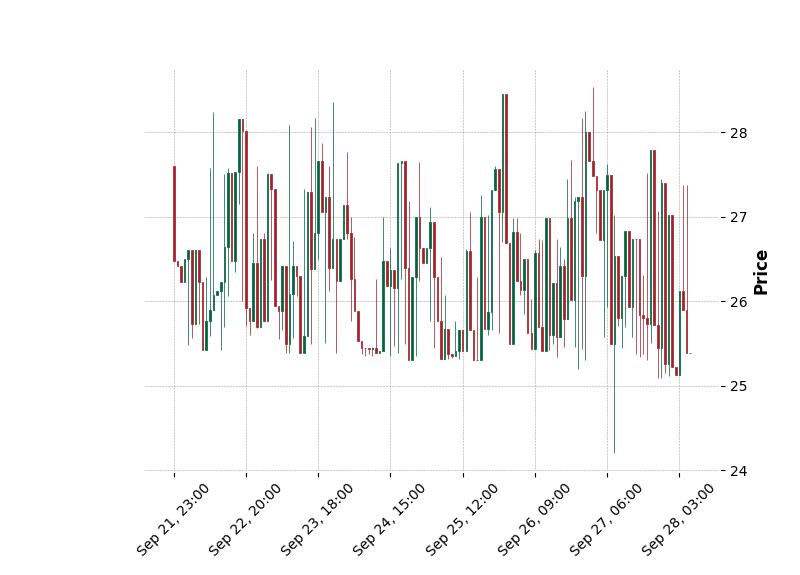 28
27
26
25
24
Price
Sep 21, 23:00
Sep 22, 20:00
Sep 23, 18:00
Sep 24, 15:00
Sep 25, 12:00
Sep 26, 09:00
Sep 27, 06:00
Sep 28, 03:00